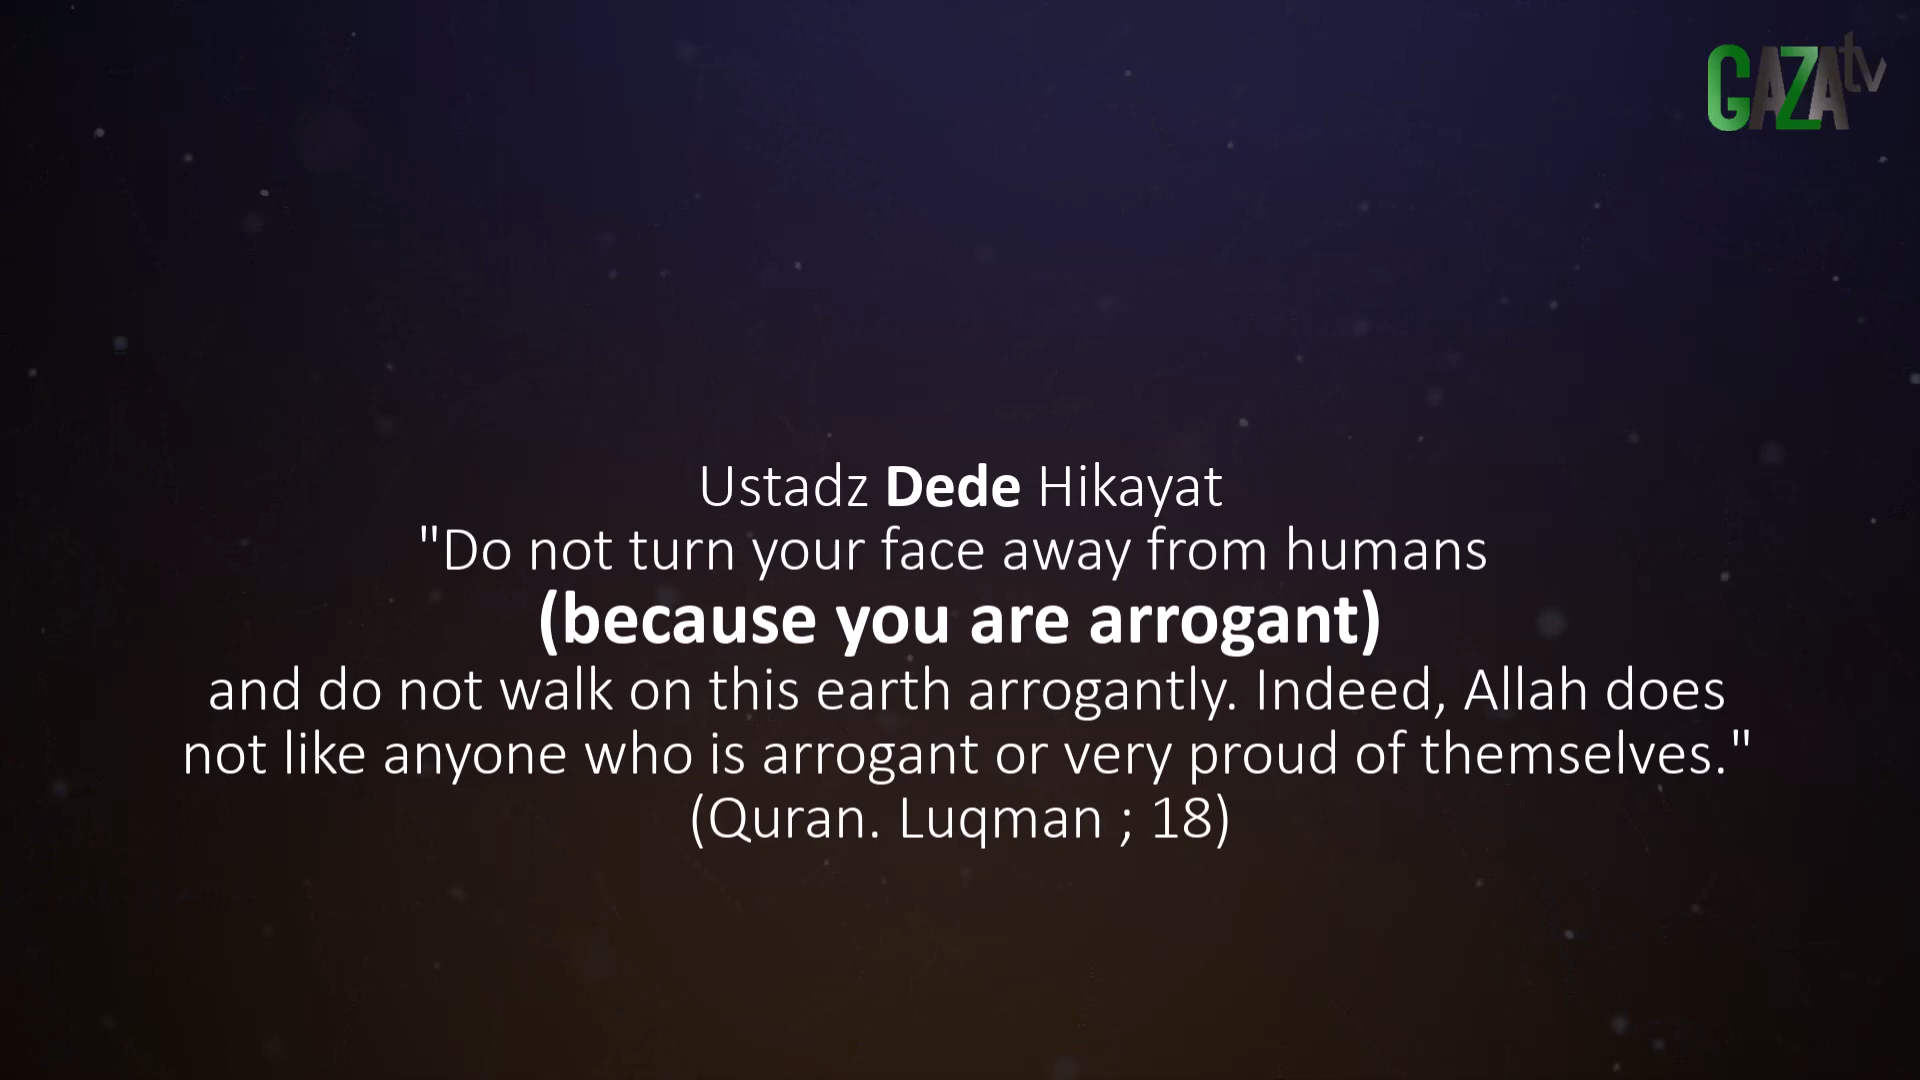 GAZAtv
Ustadz Dede Hikayat
"Do not turn your face away from humans
(because you are arrogant)
and do not walk on this earth arrogantly. Indeed, Allah does
not like anyone who is arrogant or very proud of themselves."
(Quran. Luqman ; 18)